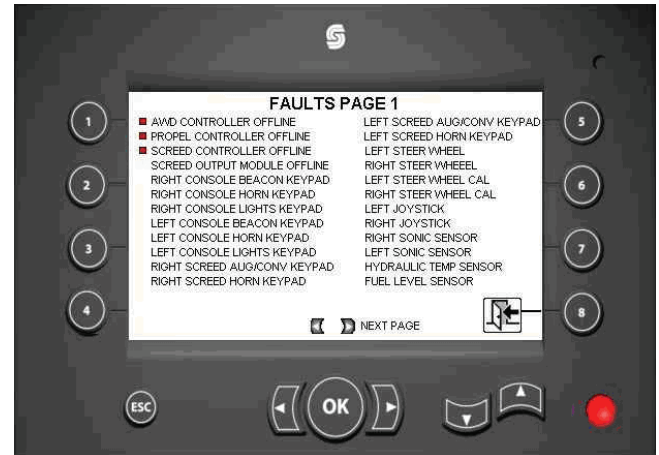 FAULTS PAGE 1
AWD CONTROLLER OFFLINE
PROPEL CONTROLLER OFFLINE
SCREED CONTROLLER OFFLINE
SCREED OUTPUT MODULE OFFLINE
RIGHT CONSOLE BEACON KEYPAD
RIGHT CONSOLE HORN KEYPAD
RIGHT CONSOLE LIGHTS KEYPAD
LEFT CONSOLE BEACON KEYPAD
LEFT CONSOLE HORN KEYPAD
LEFT CONSOLE LIGHTS KEYPAD
RIGHT SCREED AUG/CONV KEYPAD
RIGHT SCREED HORN KEYPAD
LEFT SCREED AUG/CONV KEYPAD
LEFT SCREED HORN KEYPAD
LEFT STEER WHEEL
RIGHT STEER WHEEEL
LEFT STEER WHEEL CAL
RIGHT STEER WHEEL CAL
LEFT JOYSTICK
RIGHT JOYSTICK
RIGHT SONIC SENSOR
LEFT SONIC SENSOR
HYDRAULIC TEMP SENSOR
FUEL LEVEL SENSOR
NEXT PAGE
1
2
3
4
5
6
7
8
ESC
OK